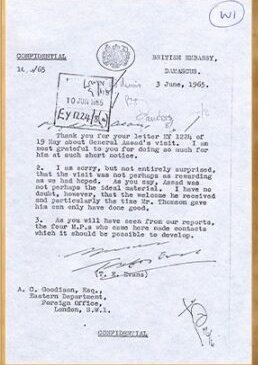 W1
CONFIDENTIAL
BRITISH EMBASSY,
DAMASCUS.
3 June, 1965.
10 JUN 1965
EY 1224/
Thank you for your letter EY 1224 of
19 May about General Assad's visit. I am
most grateful to you for doing so much for
him at such short notice.
2. I am sorry, but not entirely surprised,
that the visit was not perhaps as rewarding
as we had hoped. As you say, Assad was
not perhaps the ideal material. I have no
doubt, however, that the welcome he received
and particularly the time Mr. Thomson gave
him can only have done good.
3. As you will have seen from our reports,
the four M.P.s who came here made contacts
which it should be possible to develop.
(T. E. Evans)
A. C. Goodison, Esq.,
Eastern Department,
Foreign Office,
London, S.W.1.
CONFIDENTIAL